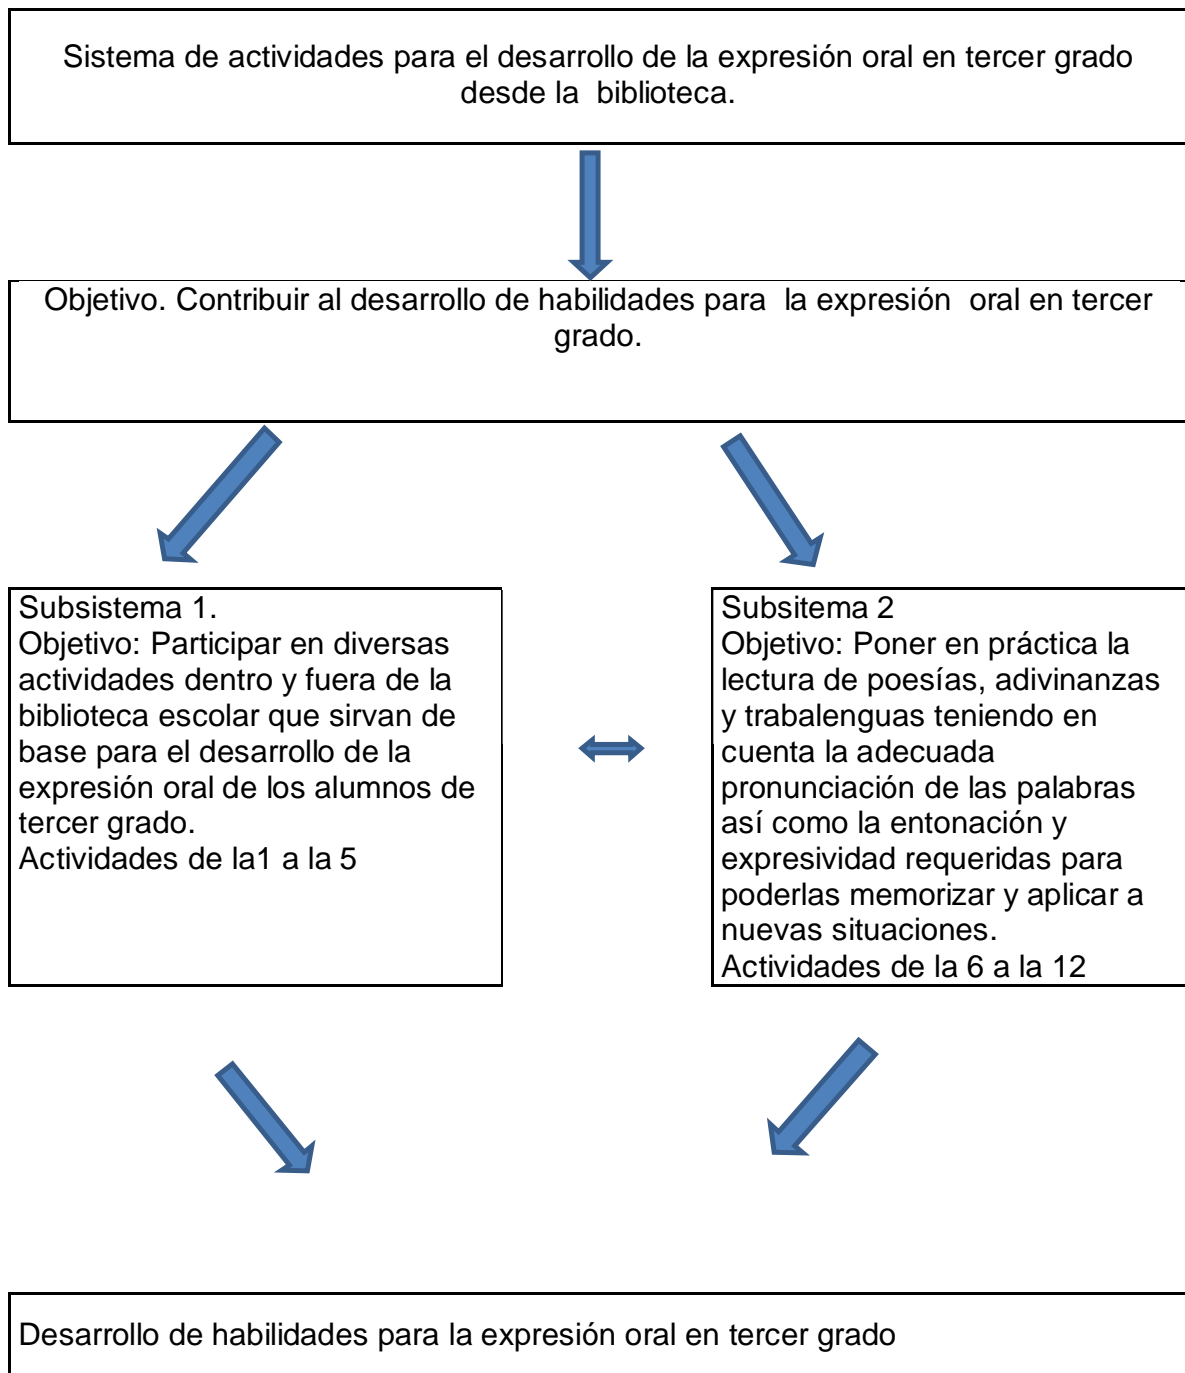 Sistema de actividades para el desarrollo de la expresión oral en tercer grado
desde la  biblioteca.
Objetivo. Contribuir al desarrollo de habilidades para  la expresión  oral en tercer
grado.
Subsistema 1.
Objetivo: Participar en diversas
actividades dentro y fuera de la
biblioteca escolar que sirvan de
base para el desarrollo de la
expresión oral de los alumnos de
tercer grado.
Actividades de la1 a la 5
Subsitema 2
Objetivo: Poner en práctica la
lectura de poesías, adivinanzas
y trabalenguas teniendo en
cuenta la adecuada
pronunciación de las palabras
así como la entonación y
expresividad requeridas para
poderlas memorizar y aplicar a
nuevas situaciones.
Actividades de la 6 a la 12
Desarrollo de habilidades para la expresión oral en tercer grado